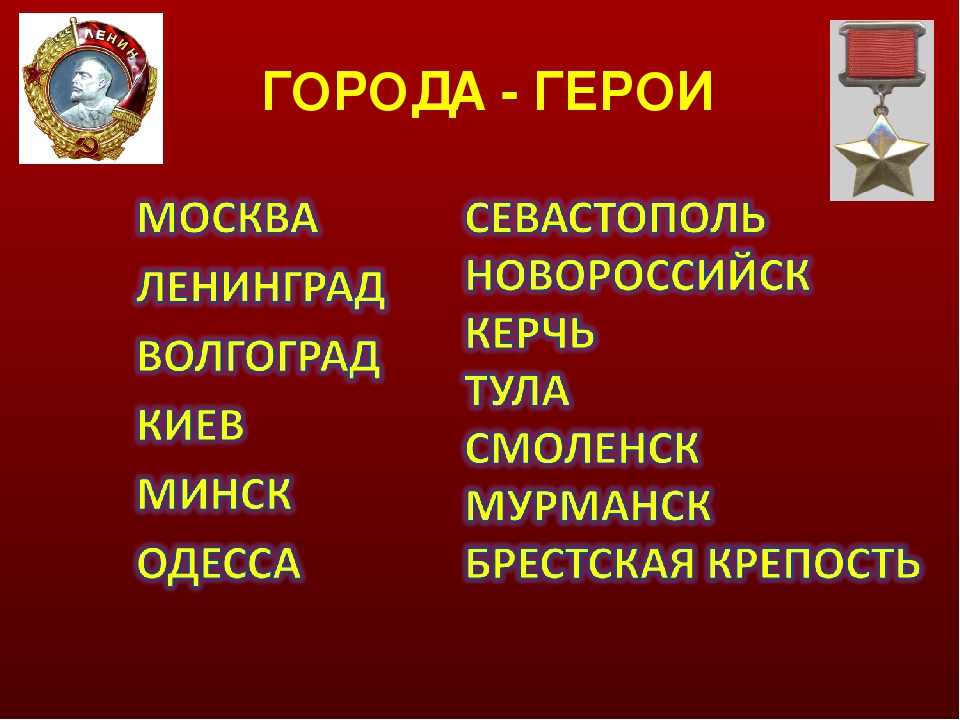 ЛЕНИН
ГОРОДА - ГЕРОИ
МОСКВА
ЛЕНИНГРАД
ВОЛГОГРАД
КИЕВ
МИНСК
ОДЕССА
СЕВАСТОПОЛЬ
НОВОРОССИЙСК
КЕРЧЬ
ТУЛА
СМОЛЕНСК
МУРМАНСК
БРЕСТСКАЯ КРЕПОСТЬ